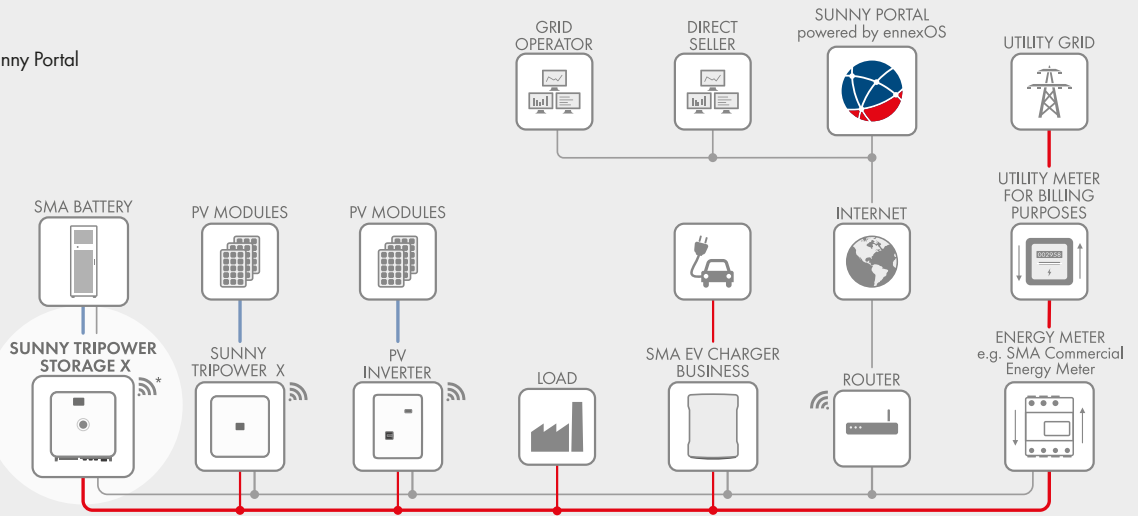 nny Portal
GRID
OPERATOR
DIRECT
SELLER
SUNNY PORTAL
powered by ennexOS
UTILITY GRID
SMA BATTERY
PV MODULES
PV MODULES
INTERNET
UTILITY METER
FOR BILLING
PURPOSES
002958
SUNNY TRIPOWER
STORAGE X
*
SUNNY
TRIPOWER X
PV
INVERTER
LOAD
SMA EV CHARGER
BUSINESS
ROUTER
ENERGY METER
e.g. SMA Commercial
Energy Meter